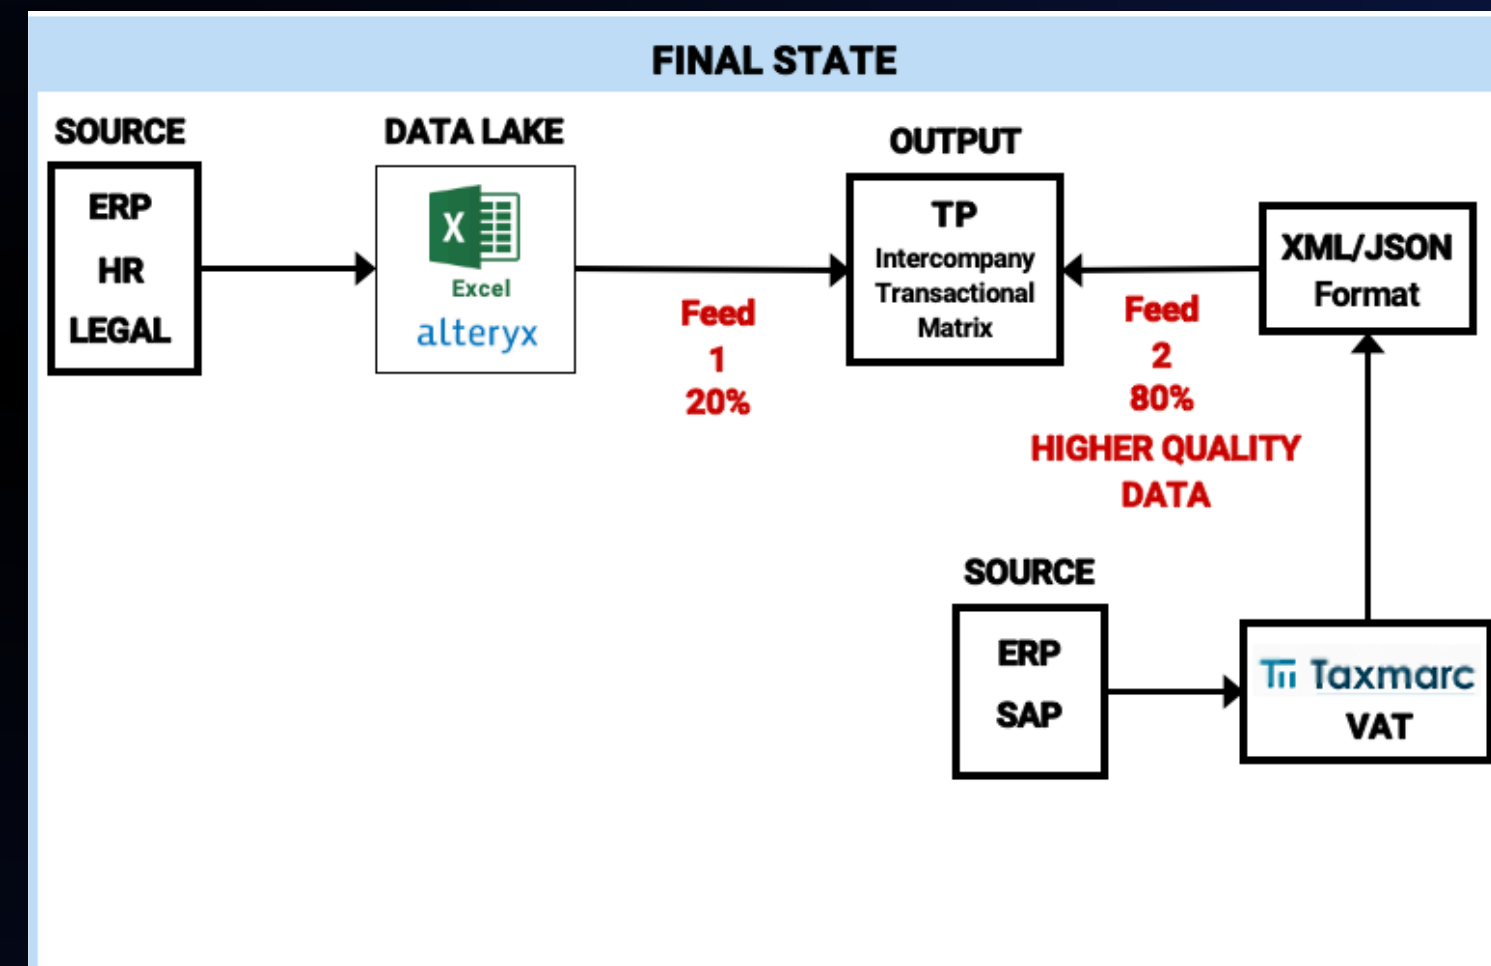 FINAL STATE
SOURCE
ERP
HR
LEGAL
DATA LAKE
X
Excel
alteryx
Feed
1
20%
OUTPUT
TP
Intercompany
Transactional
Matrix
Feed
2
80%
HIGHER QUALITY
DATA
XML/JSON
Format
SOURCE
ERP
SAP
Taxmarc
VAT